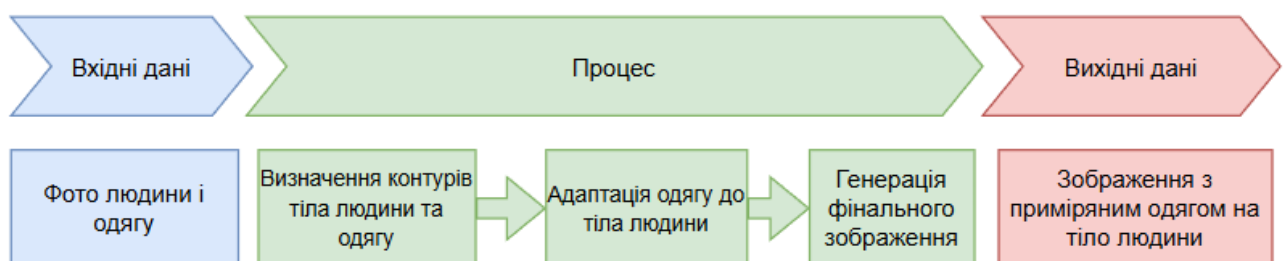 Вхідні дані
Процес
Вихідні дані
Фото людини і
одягу
Визначення контурів
тіла людини та
одягу
Адаптація одягу до
тіла людини
Генерація
фінального
зображення
Зображення з
приміряним одягом на
тіло людини